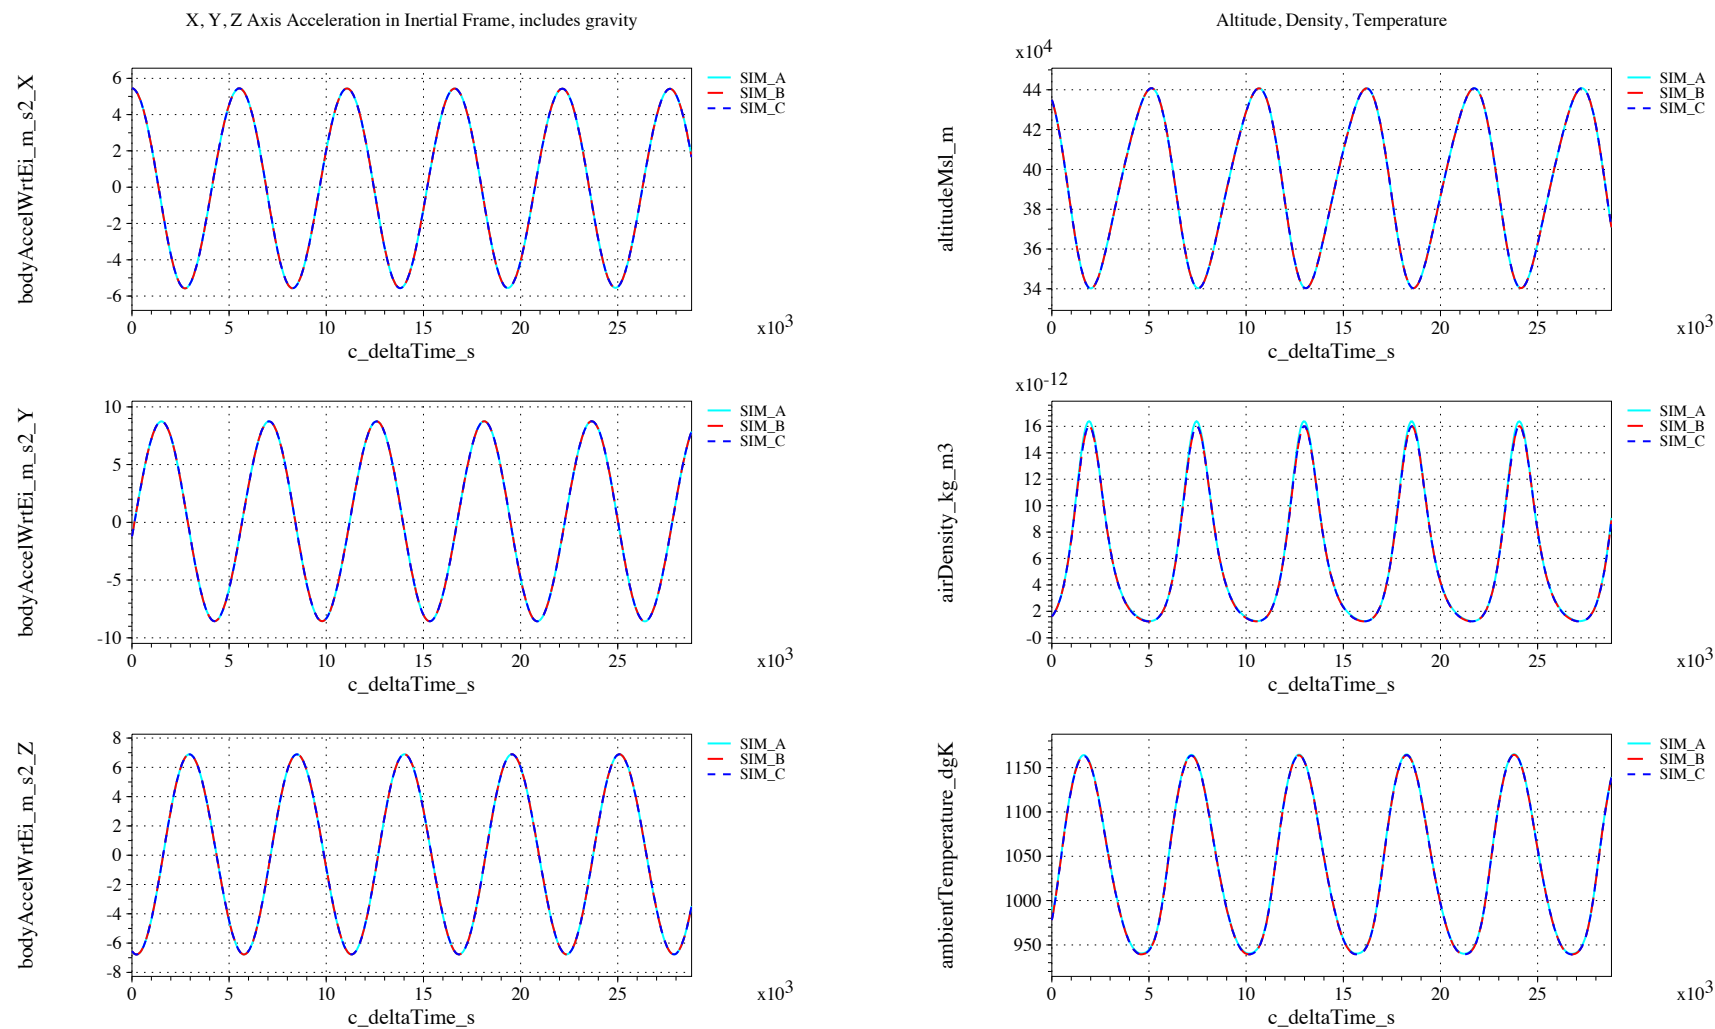 X, Y, Z Axis Acceleration in Inertial Frame, includes gravity
bodyAccelWrtEi_m_s2_X
6
4
2
0
-2
-4
-6
0 5 10 15 20 25
x10^3
c_deltaTime_s
SIM_A
SIM_B
SIM_C
bodyAccelWrtEi_m_s2_Y
10
5
0
-5
-10
0 5 10 15 20 25
x10^3
c_deltaTime_s
SIM_A
SIM_B
SIM_C
bodyAccelWrtEi_m_s2_Z
8
6
4
2
0
-2
-4
-6
-8
0 5 10 15 20 25
x10^3
c_deltaTime_s
SIM_A
SIM_B
SIM_C
Altitude, Density, Temperature
x10^4
altitudeMsl_m
44
42
40
38
36
34
0 5 10 15 20 25
x10^3
c_deltaTime_s
SIM_A
SIM_B
SIM_C
x10^-12
airDensity_kg_m3
16
14
12
10
8
6
4
2
-0
0 5 10 15 20 25
x10^3
c_deltaTime_s
SIM_A
SIM_B
SIM_C
ambientTemperature_dgK
1150
1100
1050
1000
950
0 5 10 15 20 25
x10^3
c_deltaTime_s
SIM_A
SIM_B
SIM_C